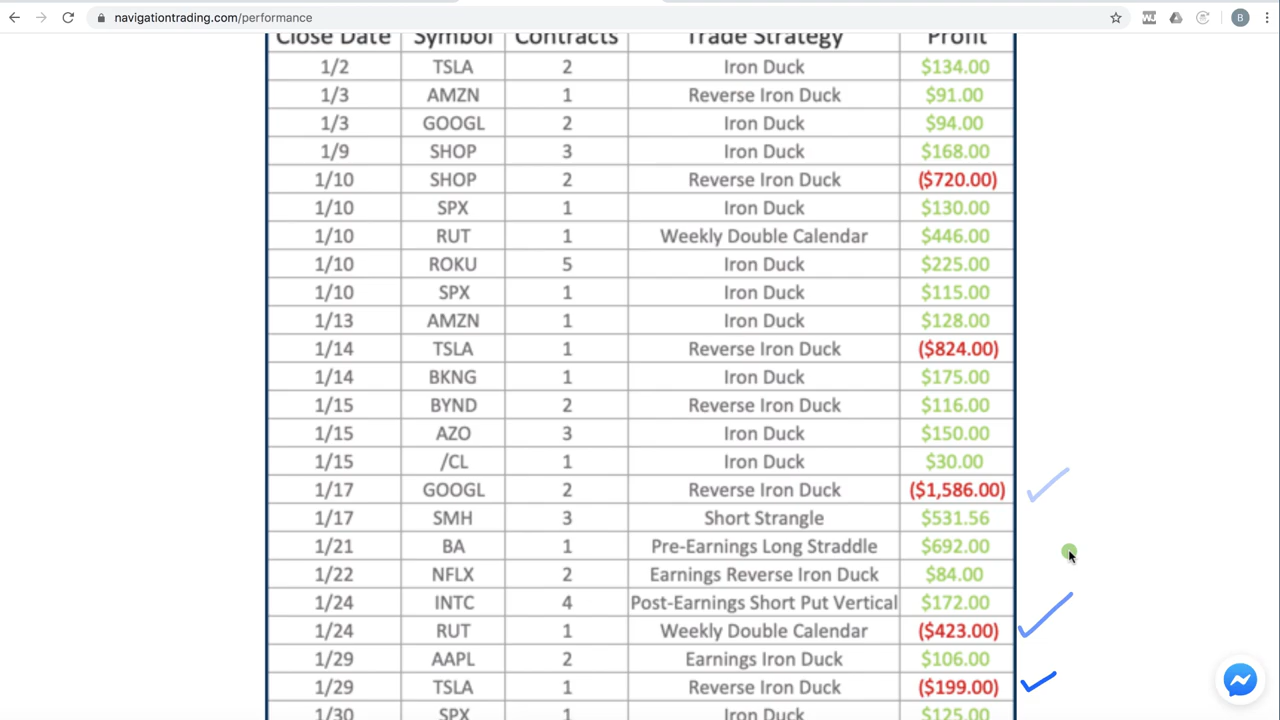 navigationtrading.com/performance
B
Close Date Symbol Contracts Trade Strategy Profit
1/2 TSLA 2 Iron Duck $134.00
1/3 AMZN 1 Reverse Iron Duck $91.00
1/3 GOOGL 2 Iron Duck $94.00
1/9 SHOP 3 Iron Duck $168.00
1/10 SHOP 2 Reverse Iron Duck ($720.00)
1/10 SPX 1 Iron Duck $130.00
1/10 RUT 1 Weekly Double Calendar $446.00
1/10 ROKU 5 Iron Duck $225.00
1/10 SPX 1 Iron Duck $115.00
1/13 AMZN 1 Iron Duck $128.00
1/14 TSLA 1 Reverse Iron Duck ($824.00)
1/14 BKNG 1 Iron Duck $175.00
1/15 BYND 2 Reverse Iron Duck $116.00
1/15 AZO 3 Iron Duck $150.00
1/15 /CL 1 Iron Duck $30.00
1/17 GOOGL 2 Reverse Iron Duck ($1,586.00)
1/17 SMH 3 Short Strangle $531.56
1/21 BA 1 Pre-Earnings Long Straddle $692.00
1/22 NFLX 2 Earnings Reverse Iron Duck $84.00
1/24 INTC 4 Post-Earnings Short Put Vertical $172.00
1/24 RUT 1 Weekly Double Calendar ($423.00)
1/29 AAPL 2 Earnings Iron Duck $106.00
1/29 TSLA 1 Reverse Iron Duck ($199.00)
1/30 SPX 1 Iron Duck $125.00